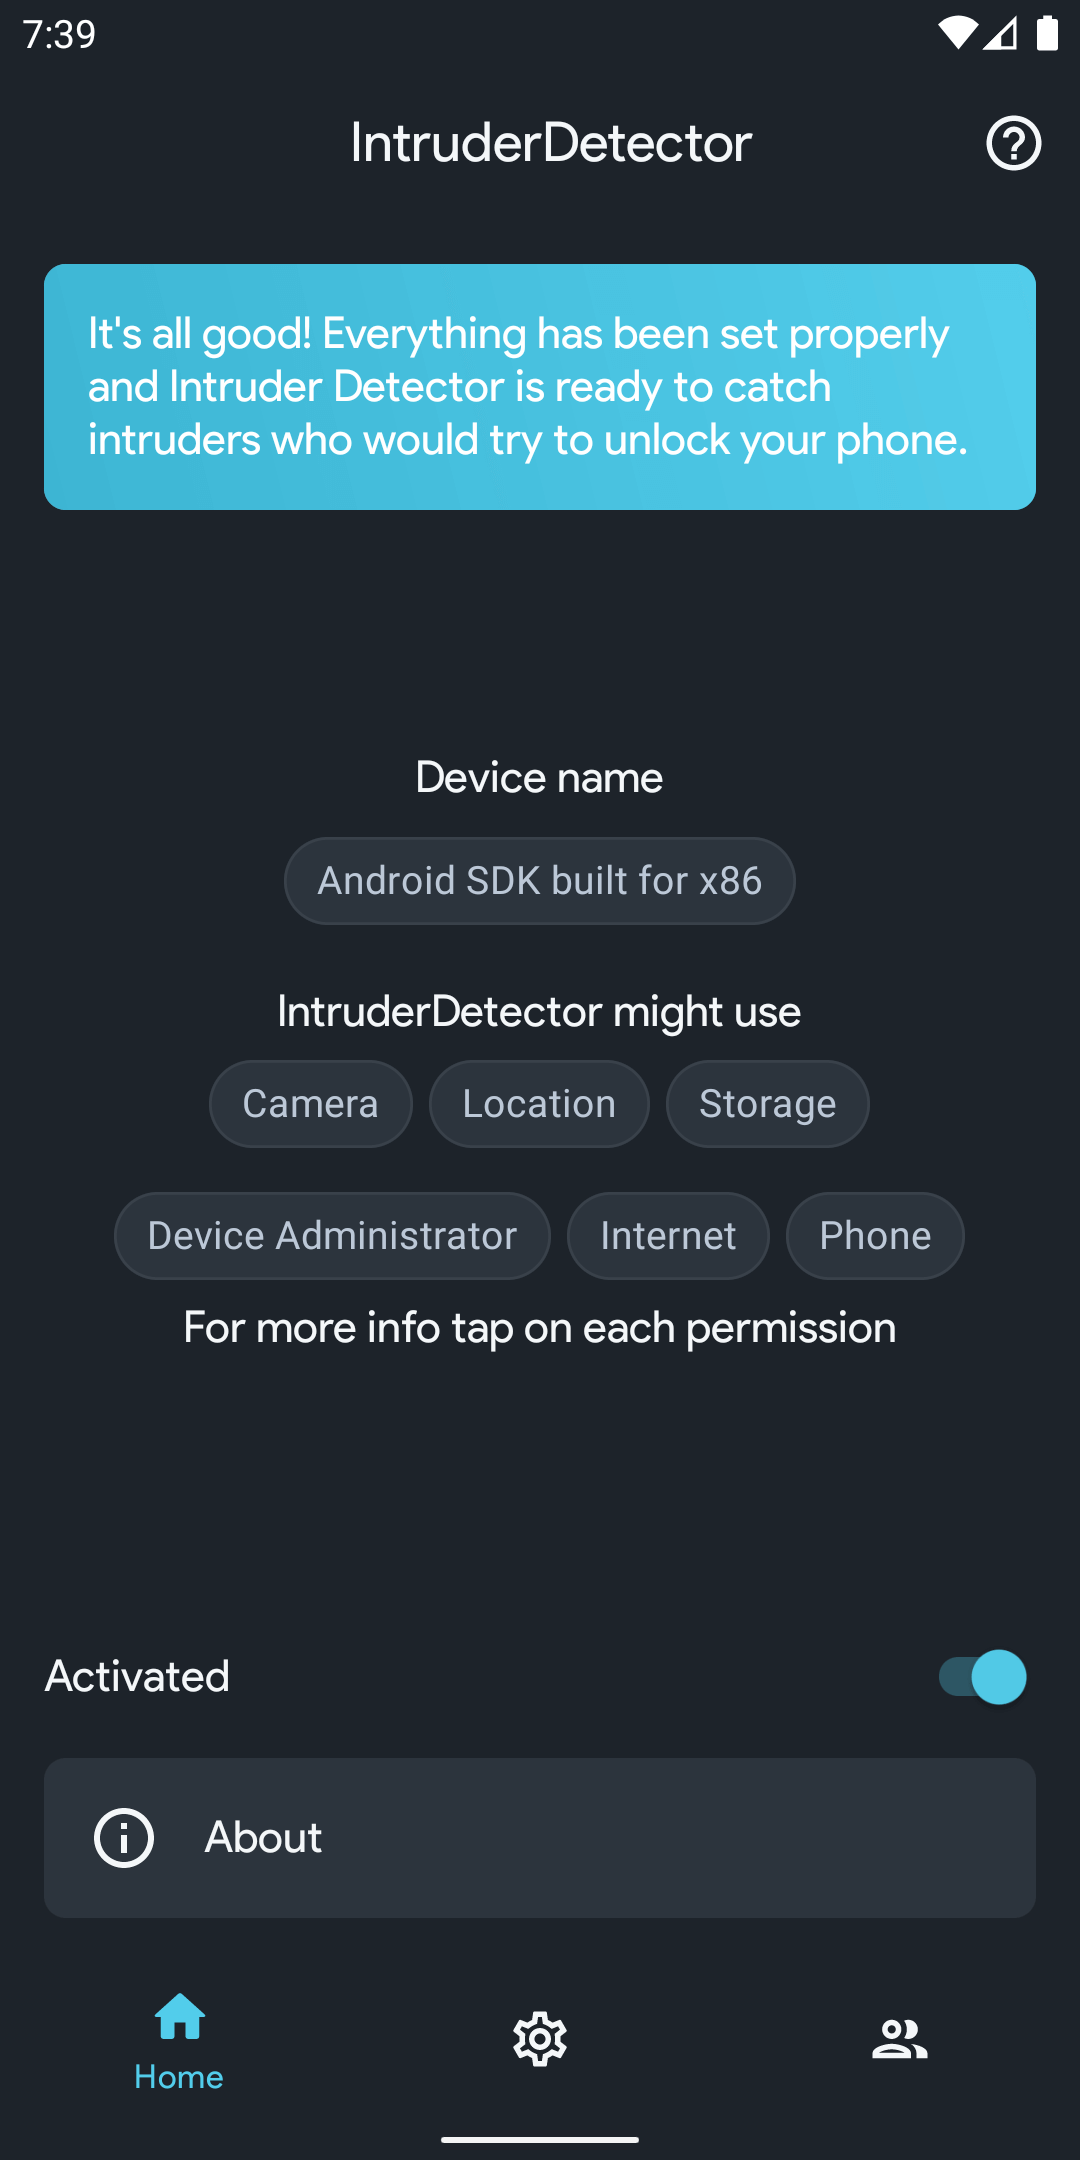 7:39
IntruderDetector
It's all good! Everything has been set properly
and Intruder Detector is ready to catch
intruders who would try to unlock your phone.
Device name
Android SDK built for x86
IntruderDetector might use
Camera Location Storage
Device Administrator Internet Phone
For more info tap on each permission
Activated
About
Home